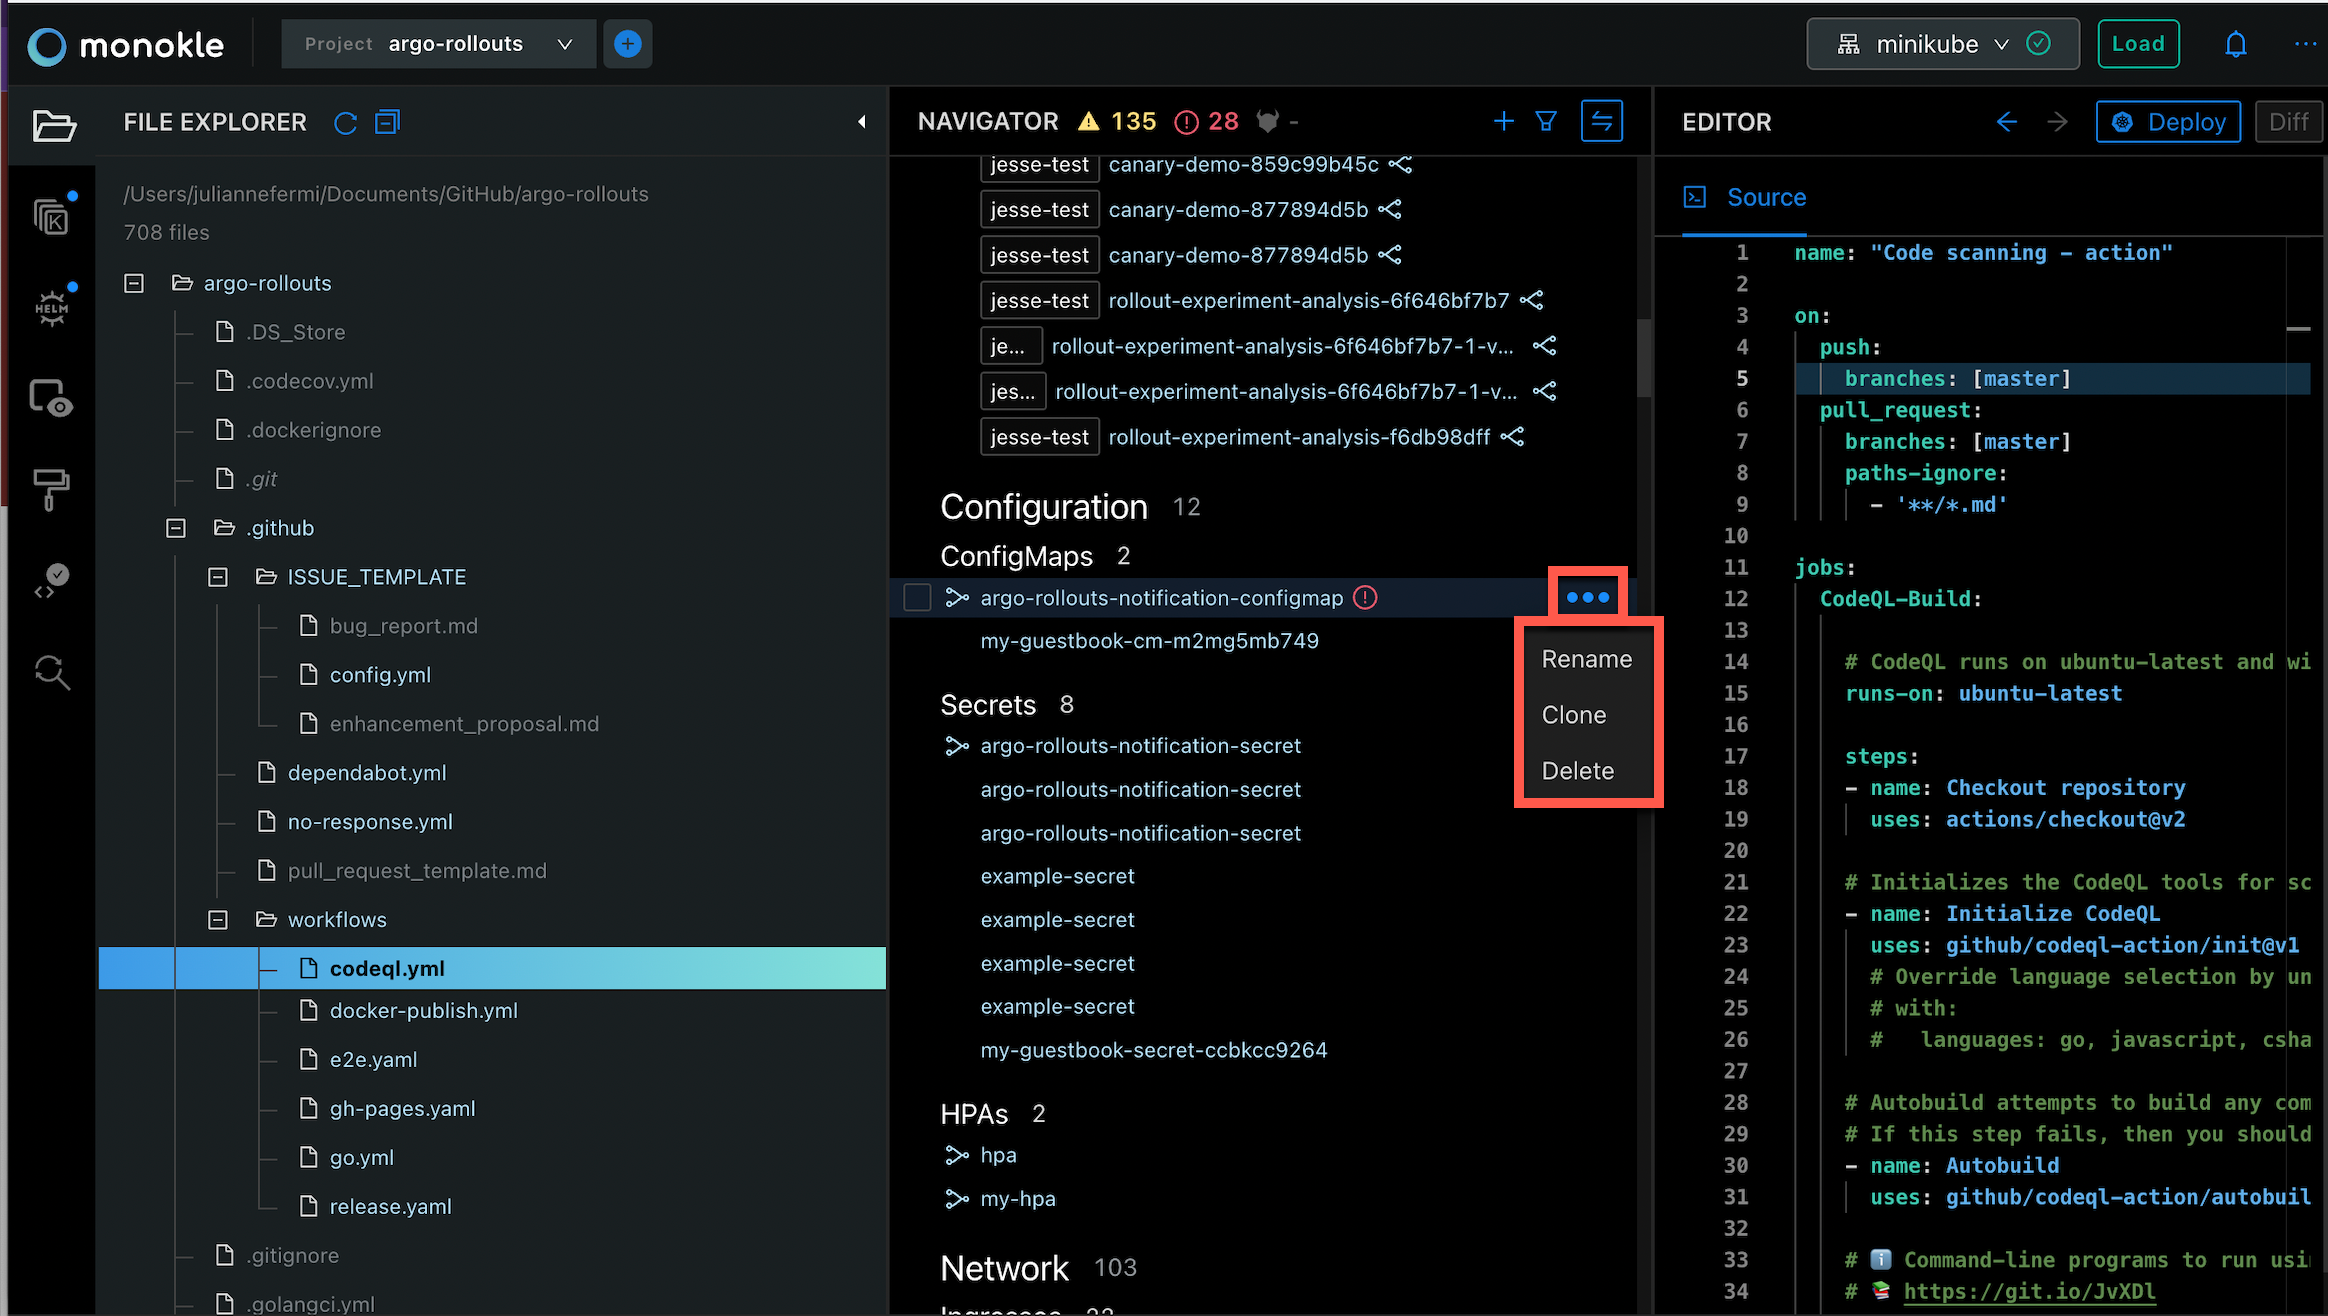 monokle
Project argo-rollouts
minikube
Load
FILE EXPLORER
/Users/juliannefermi/Documents/GitHub/argo-rollouts
708 files
argo-rollouts
.DS_Store
.codecov.yml
.dockerignore
.git
.github
ISSUE_TEMPLATE
bug_report.md
config.yml
enhancement_proposal.md
dependabot.yml
no-response.yml
pull_request_template.md
workflows
codeql.yml
docker-publish.yml
e2e.yaml
gh-pages.yaml
go.yml
release.yaml
.gitignore
.golangci.yml
K
HELM
NAVIGATOR 135 28 -
jesse-test canary-demo-859c99b45c
jesse-test canary-demo-877894d5b
jesse-test canary-demo-877894d5b
jesse-test rollout-experiment-analysis-6f646bf7b7
je... rollout-experiment-analysis-6f646bf7b7-1-v...
jes... rollout-experiment-analysis-6f646bf7b7-1-v...
jesse-test rollout-experiment-analysis-f6db98dff
Configuration 12
ConfigMaps 2
argo-rollouts-notification-configmap
my-guestbook-cm-m2mg5mb749
Rename
Clone
Delete
Secrets 8
argo-rollouts-notification-secret
argo-rollouts-notification-secret
argo-rollouts-notification-secret
example-secret
example-secret
example-secret
example-secret
my-guestbook-secret-ccbkcc9264
HPAs 2
hpa
my-hpa
Network 103
EDITOR
Deploy
Diff
Source
1 name: "Code scanning - action"
2
3 on:
4 push:
5 branches: [master]
6 pull_request:
7 branches: [master]
8 paths-ignore:
9 - '**/*.md'
10
11 jobs:
12 CodeQL-Build:
13
14 # CodeQL runs on ubuntu-latest and wi
15 runs-on: ubuntu-latest
16
17 steps:
18 - name: Checkout repository
19 uses: actions/checkout@v2
20
21 # Initializes the CodeQL tools for sc
22 - name: Initialize CodeQL
23 uses: github/codeql-action/init@v1
24 # Override language selection by un
25 # with:
26 # languages: go, javascript, csha
27
28 # Autobuild attempts to build any com
29 # If this step fails, then you should
30 - name: Autobuild
31 uses: github/codeql-action/autobuil
32
33 # ℹ️ Command-line programs to run usi
34 # 📚 https://git.io/JvXDl